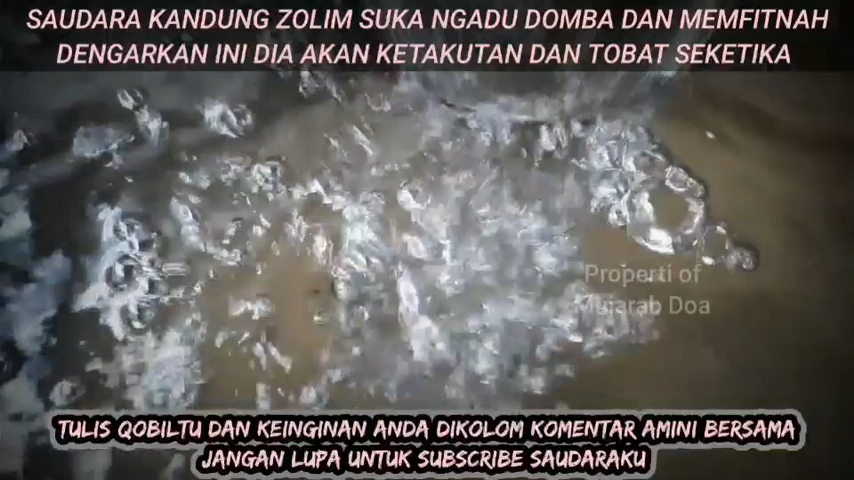 SAUDARA KANDUNG ZOLIM SUKA NGADU DOMBA DAN MEMFITNAH
DENGARKAN INI DIA AKAN KETAKUTAN DAN TOBAT SEKETIKA
Properti of
Mujarab Doa
TULIS QOBILTU DAN KEINGINAN ANDA DIKOLOM KOMENTAR AMINI BERSAMA
JANGAN LUPA UNTUK SUBSCRIBE SAUDARAKU